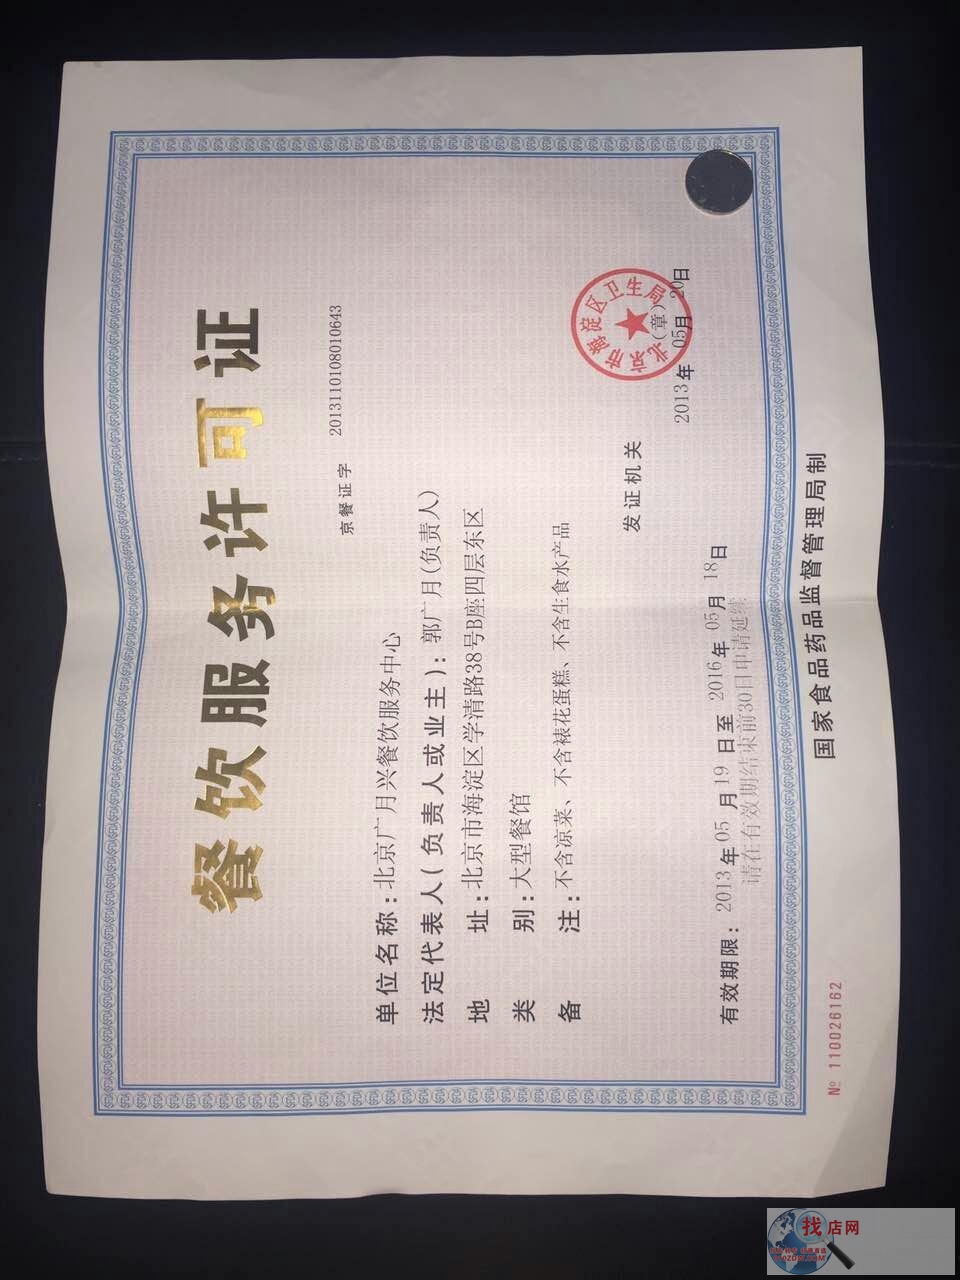 餐饮服务许可证
京餐证字 2013110108010643
单位名称：北京广月兴餐饮服务中心
法定代表人(负责人或业主)：郭广月(负责人)
地址：北京市海淀区学清路38号B座四层东区
类别：大型餐馆
备注：不含凉菜、不含裱花蛋糕、不含生食水产品
发证机关 （章）
北京市海淀区卫生局
2013年05月20日
有效期限：2013年05月19日至2016年05月18日
请在有效期结束前30日申请延续
国家食品药品监督管理局制
№ 110026162
找店网